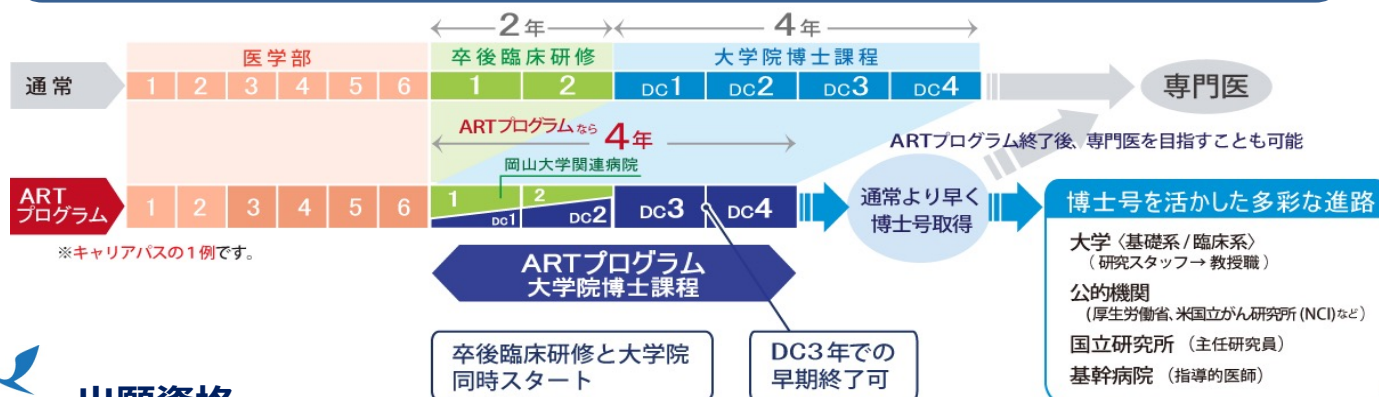 2年 4年
医学部 卒後臨床研修 大学院博士課程
通常 1 2 3 4 5 6 1 2 DC1 DC2 DC3 DC4 専門医
ARTプログラムなら 4年
ARTプログラム終了後、専門医を目指すことも可能
岡山大学関連病院
ART
プログラム
1 2 3 4 5 6 1 DC1 2 DC2 DC3 DC4
通常より早く
博士号取得
※キャリアパスの1例です。
ARTプログラム
大学院博士課程
卒後臨床研修と大学院
同時スタート
DC3年での
早期終了可
博士号を活かした多彩な進路
大学〈基礎系/臨床系〉
(研究スタッフ→教授職)
公的機関
(厚生労働省、米国立がん研究所(NCI)など)
国立研究所(主任研究員)
基幹病院(指導的医師)
出願資格